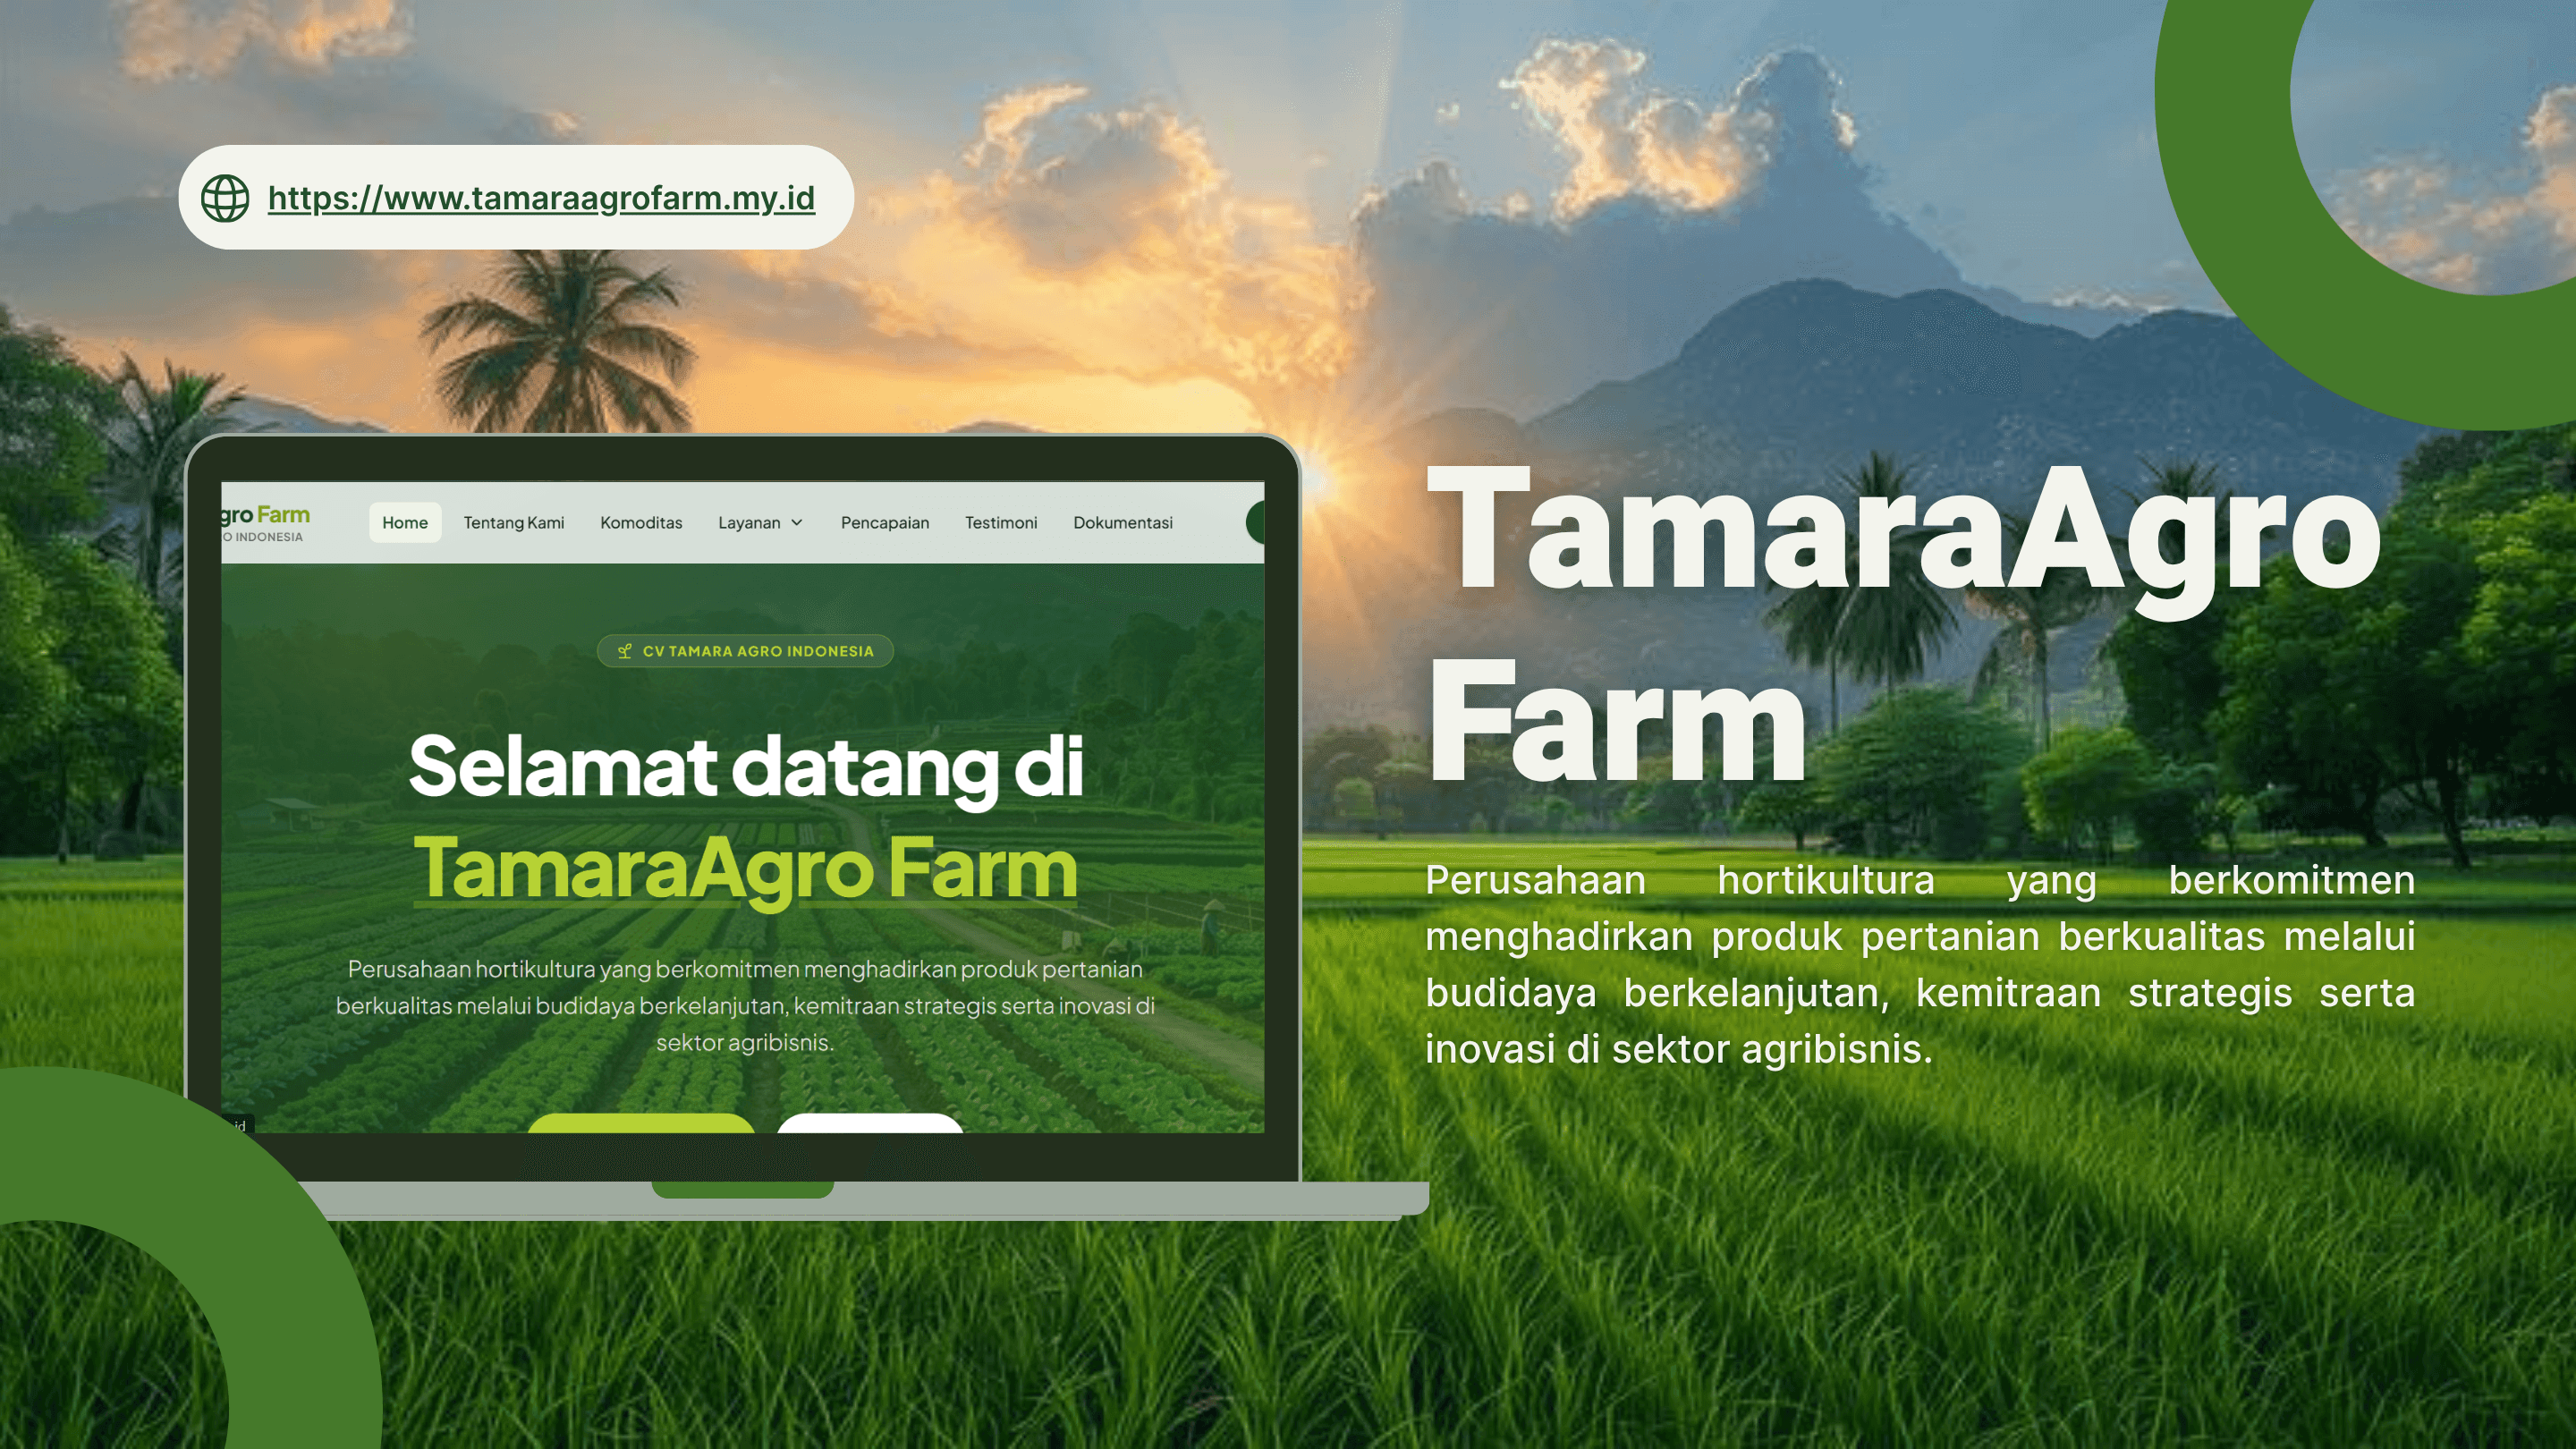 https://www.tamaraagrofarm.my.id
gro Farm
O INDONESIA
Home Tentang Kami Komoditas Layanan Pencapaian Testimoni Dokumentasi
CV TAMARA AGRO INDONESIA
Selamat datang di
TamaraAgro Farm
Perusahaan hortikultura yang berkomitmen menghadirkan produk pertanian
berkualitas melalui budidaya berkelanjutan, kemitraan strategis serta inovasi di
sektor agribisnis.
id
TamaraAgro
Farm
Perusahaan hortikultura yang berkomitmen
menghadirkan produk pertanian berkualitas melalui
budidaya berkelanjutan, kemitraan strategis serta
inovasi di sektor agribisnis.